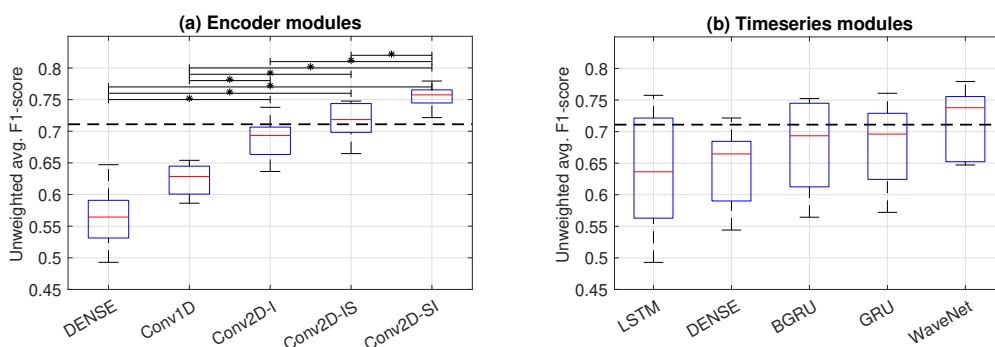 (a) Encoder modules
Unweighted avg. F1-score
0.8
0.75
0.7
0.65
0.6
0.55
0.5
0.45
DENSE
Conv1D
Conv2D-I
Conv2D-IS
Conv2D-SI
(b) Timeseries modules
Unweighted avg. F1-score
0.8
0.75
0.7
0.65
0.6
0.55
0.5
0.45
LSTM
DENSE
BGRU
GRU
WaveNet